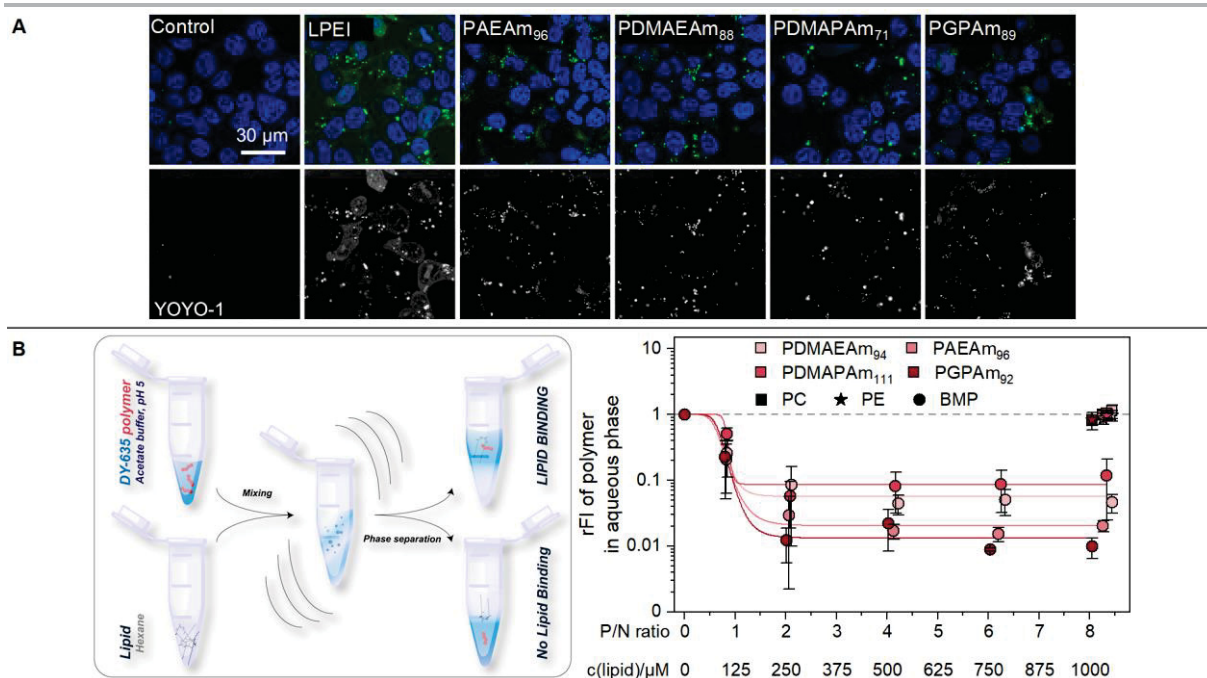 A
Control
LPEI
PAEAm96
PDMAEAm88
PDMAPAm71
PGPAm89
30 µm
YOYO-1
B
DY-635 polymer
Acetate buffer, pH 5
Lipid
Hexane
Mixing
Phase separation
LIPID BINDING
No Lipid Binding
rFI of polymer
in aqueous phase
10
1
0.1
0.01
0
PDMAEAm94 PAEAm96
PDMAPAm111 PGPAm92
PC PE BMP
P/N ratio 0 1 2 3 4 5 6 7 8
c(lipid)/µM 0 125 250 375 500 625 750 875 1000